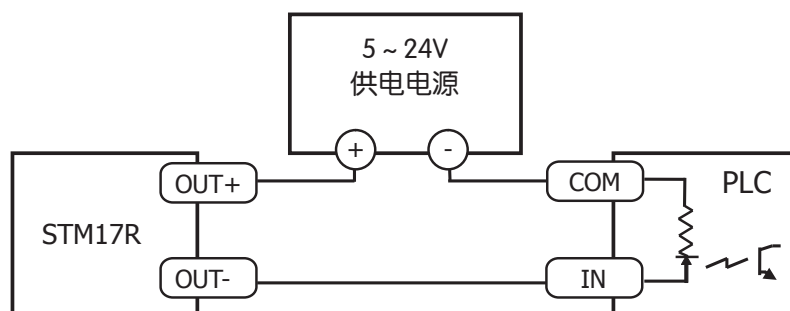 5 ~ 24V
供电电源
+
-
OUT+
COM
PLC
STM17R
OUT-
IN